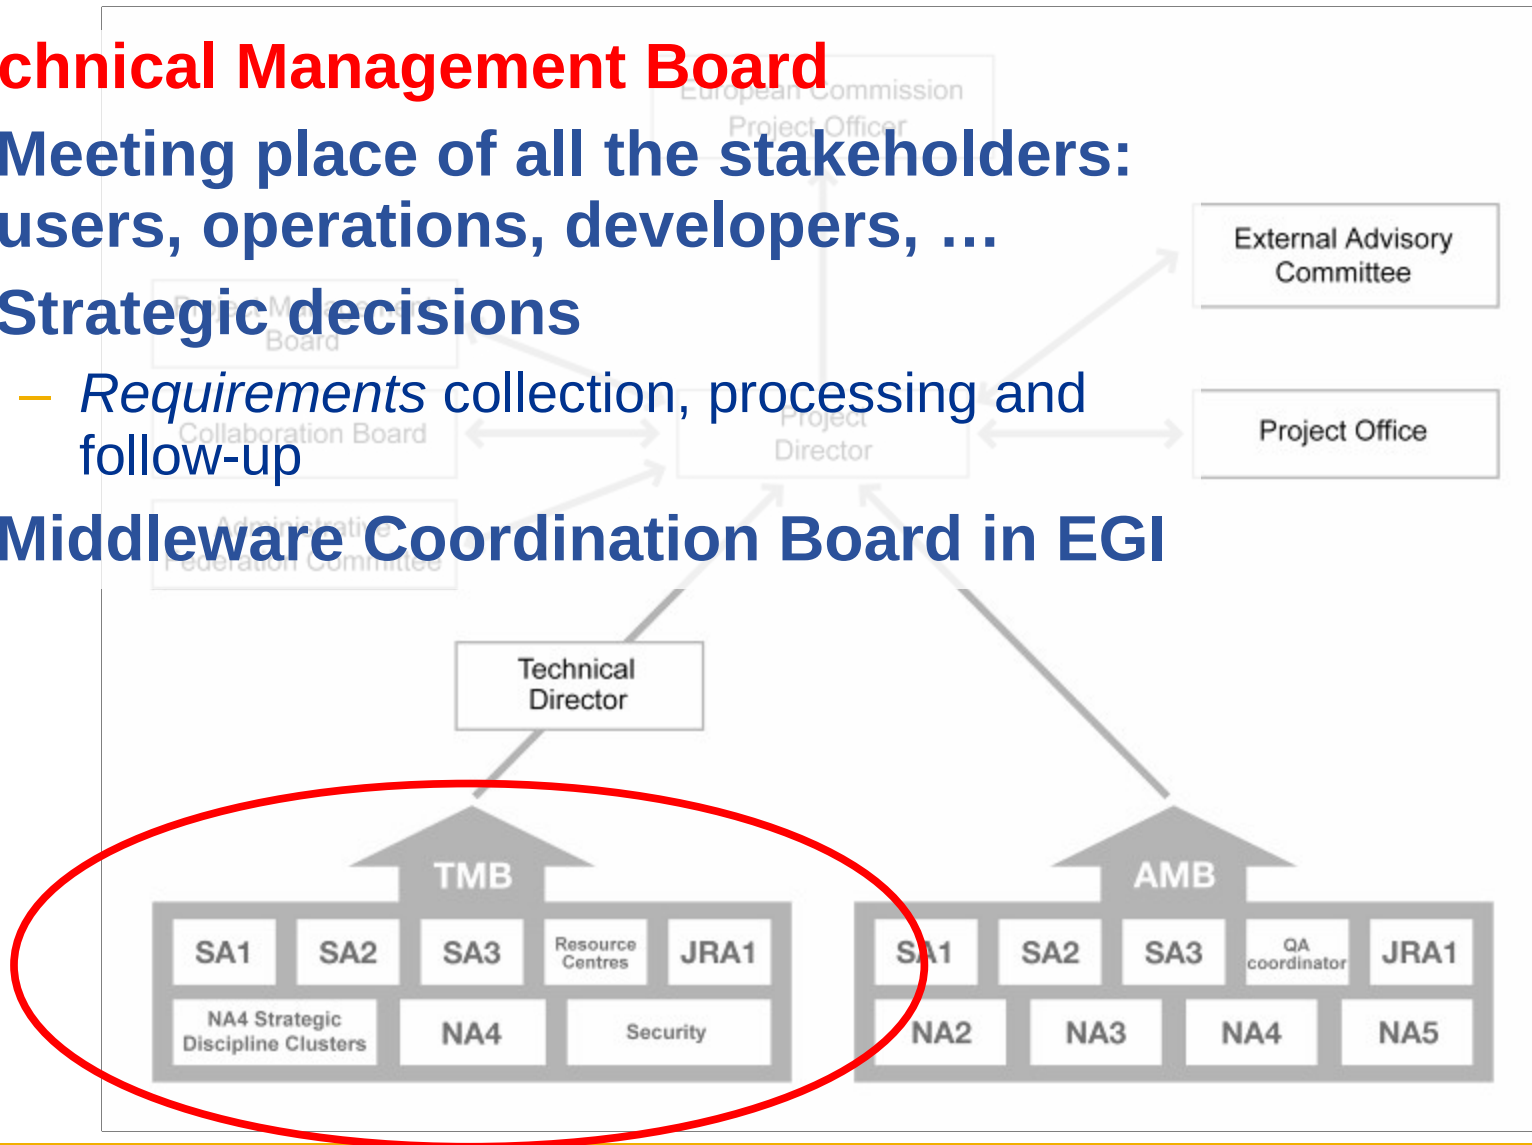 chnical Management Board
Meeting place of all the stakeholders:
users, operations, developers, …
Strategic decisions
– Requirements collection, processing and
follow-up
Middleware Coordination Board in EGI
European Commission
Project Officer
External Advisory
Committee
Project Management
Board
Collaboration Board
Project
Director
Project Office
Administrative
Federation Committee
Technical
Director
TMB
SA1
SA2
SA3
Resource
Centres
JRA1
NA4 Strategic
Discipline Clusters
NA4
Security
AMB
SA1
SA2
SA3
QA
coordinator
JRA1
NA2
NA3
NA4
NA5